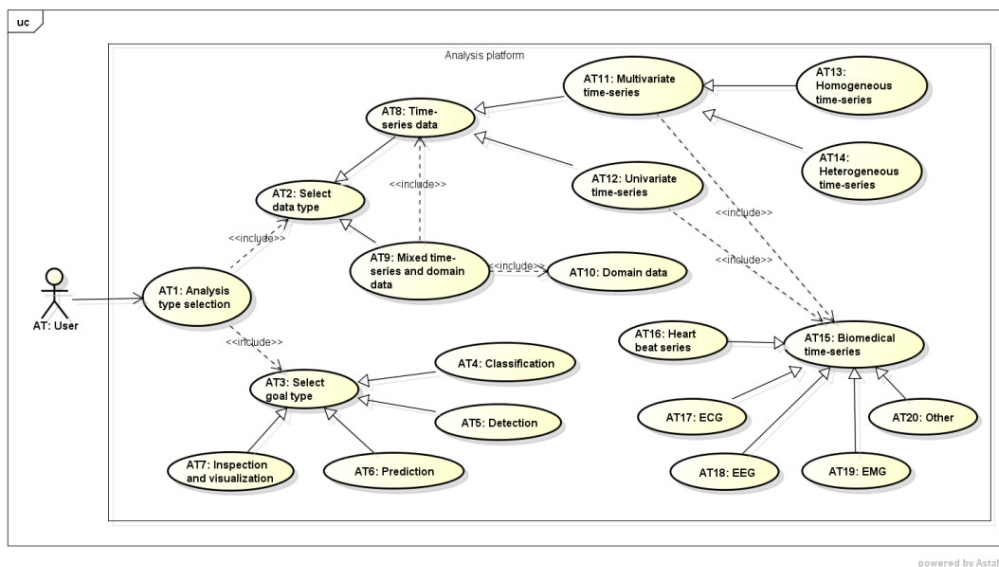 uc
Analysis platform
AT11: Multivariate
time-series
AT13:
Homogeneous
time-series
AT8: Time-
series data
AT14:
Heterogeneous
time-series
AT12: Univariate
time-series
<<include>>
AT2: Select
data type
<<include>>
<<include>>
AT9: Mixed time-
series and domain
data
<<include>>
AT10: Domain data
<<include>>
AT: User
AT1: Analysis
type selection
AT16: Heart
beat series
AT15: Biomedical
time-series
<<include>>
AT4: Classification
AT3: Select
goal type
AT17: ECG
AT20: Other
AT5: Detection
AT7: Inspection
and visualization
AT6: Prediction
AT18: EEG
AT19: EMG
powered by Asta